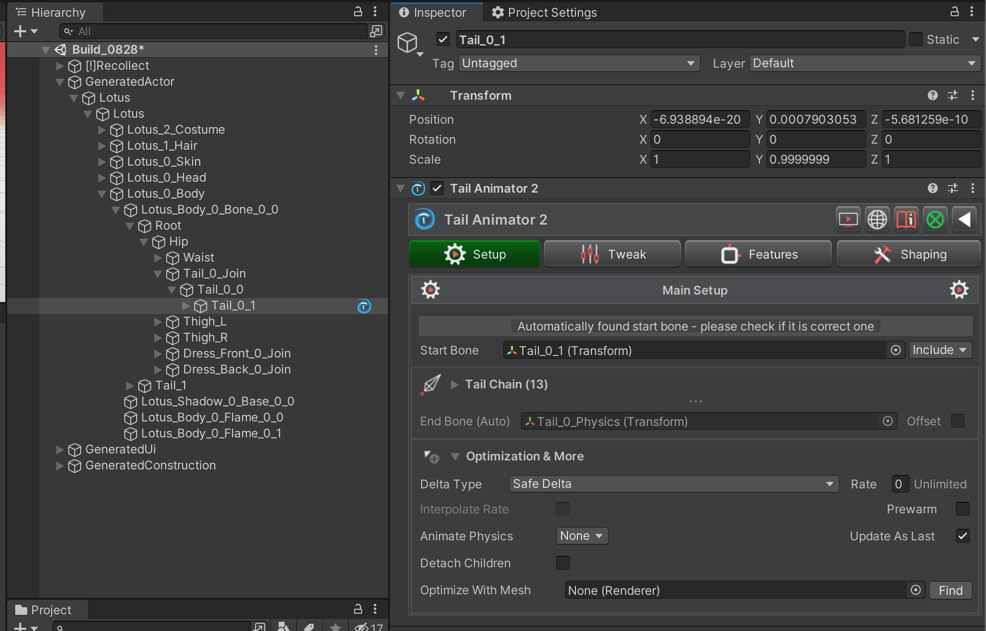 Hierarchy
All
Build_0828*
[!]Recollect
GeneratedActor
Lotus
Lotus
Lotus_2_Costume
Lotus_1_Hair
Lotus_0_Skin
Lotus_0_Head
Lotus_0_Body
Lotus_Body_0_Bone_0_0
Root
Hip
Waist
Tail_0_Join
Tail_0_0
Tail_0_1
Thigh_L
Thigh_R
Dress_Front_0_Join
Dress_Back_0_Join
Tail_1
Lotus_Shadow_0_Base_0_0
Lotus_Body_0_Flame_0_0
Lotus_Body_0_Flame_0_1
GeneratedUi
GeneratedConstruction
Project
17
Inspector Project Settings
Tail_0_1 Static
Tag Untagged Layer Default
Transform
Position X -6.938894e-20 Y 0.0007903053 Z -5.681259e-10
Rotation X 0 Y 0 Z 0
Scale X 1 Y 0.9999999 Z 1
Tail Animator 2
Tail Animator 2
Setup Tweak Features Shaping
Main Setup
Automatically found start bone - please check if it is correct one
Start Bone Tail_0_1 (Transform) Include
Tail Chain (13)
...
End Bone (Auto) Tail_0_Physics (Transform) Offset
Optimization & More
Delta Type Safe Delta Rate 0 Unlimited
Interpolate Rate Prewarm
Animate Physics None Update As Last
Detach Children
Optimize With Mesh None (Renderer) Find